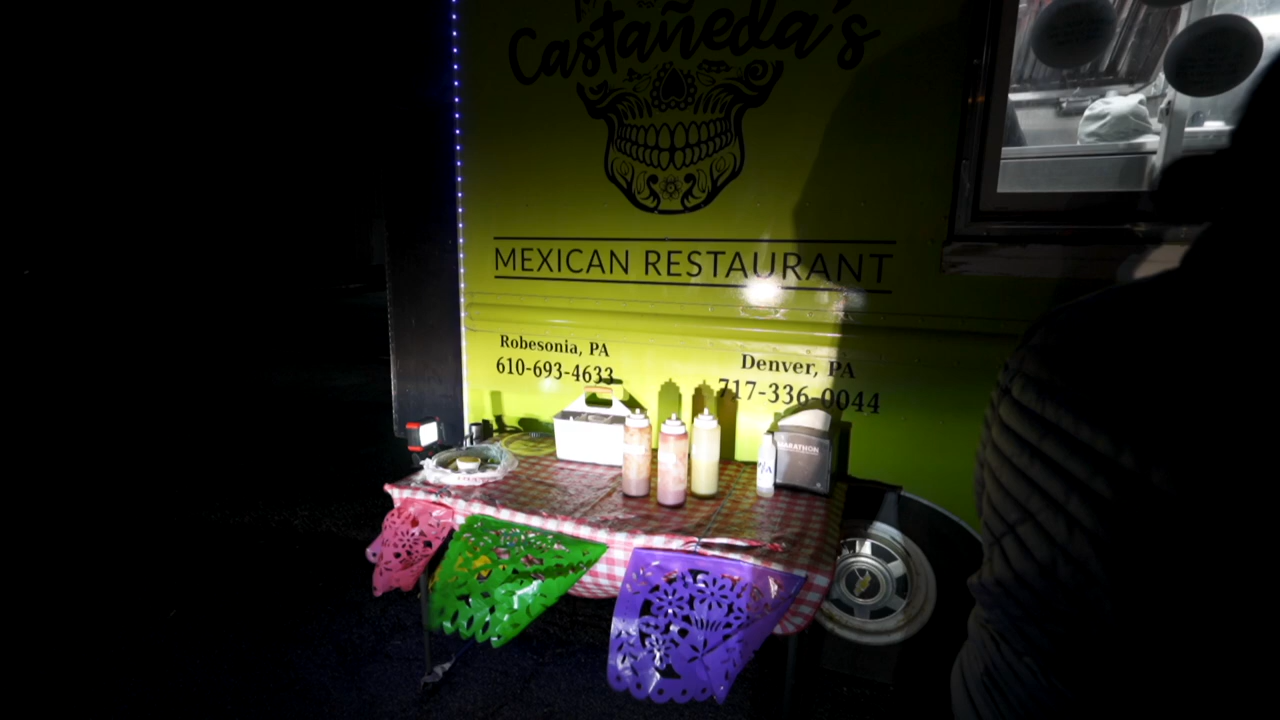 Castañeda's
MEXICAN RESTAURANT
Robesonia, PA
610-693-4633
Denver, PA
717-336-0044
MARATHON